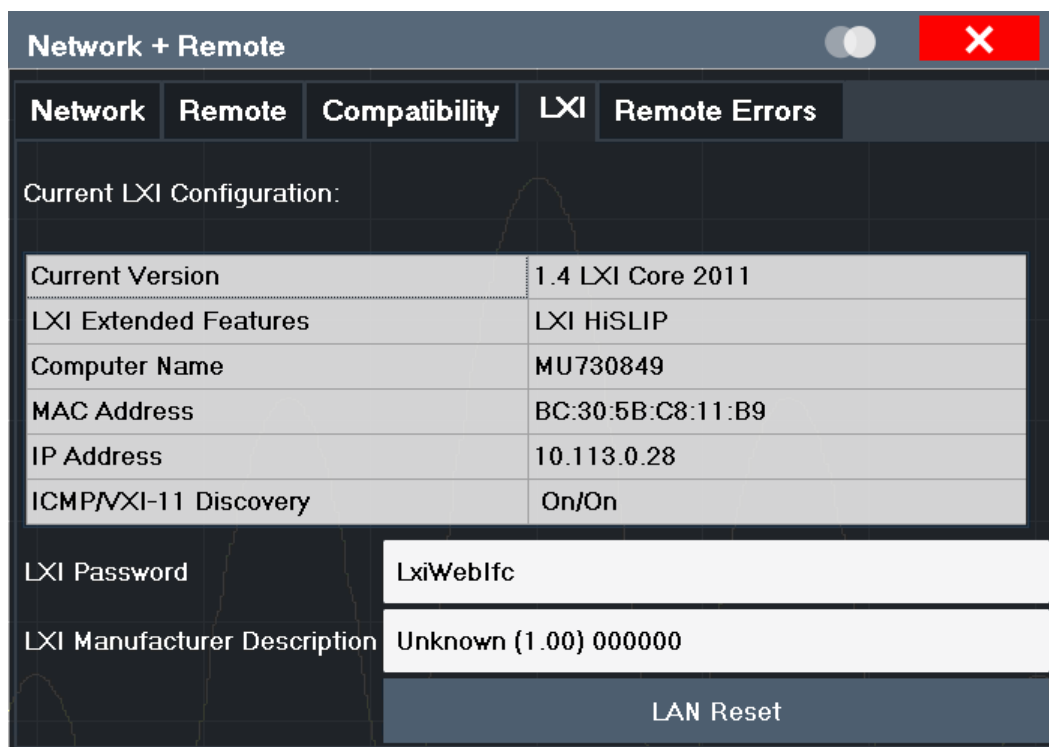 Network + Remote
Network Remote Compatibility LXI Remote Errors
Current LXI Configuration:
Current Version 1.4 LXI Core 2011
LXI Extended Features LXI HiSLIP
Computer Name MU730849
MAC Address BC:30:5B:C8:11:B9
IP Address 10.113.0.28
ICMP/VXI-11 Discovery On/On
LXI Password LxiWebIfc
LXI Manufacturer Description Unknown (1.00) 000000
LAN Reset